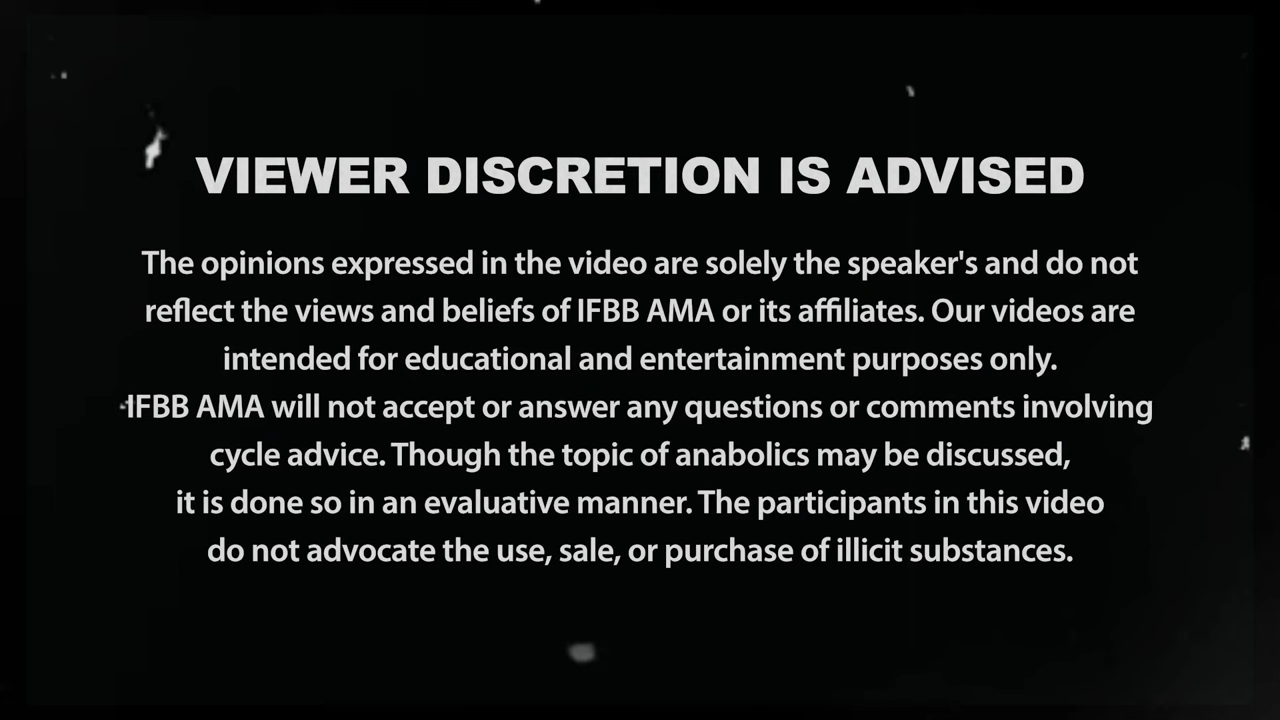 VIEWER DISCRETION IS ADVISED
The opinions expressed in the video are solely the speaker's and do not
reflect the views and beliefs of IFBB AMA or its affiliates. Our videos are
intended for educational and entertainment purposes only.
IFBB AMA will not accept or answer any questions or comments involving
cycle advice. Though the topic of anabolics may be discussed,
it is done so in an evaluative manner. The participants in this video
do not advocate the use, sale, or purchase of illicit substances.